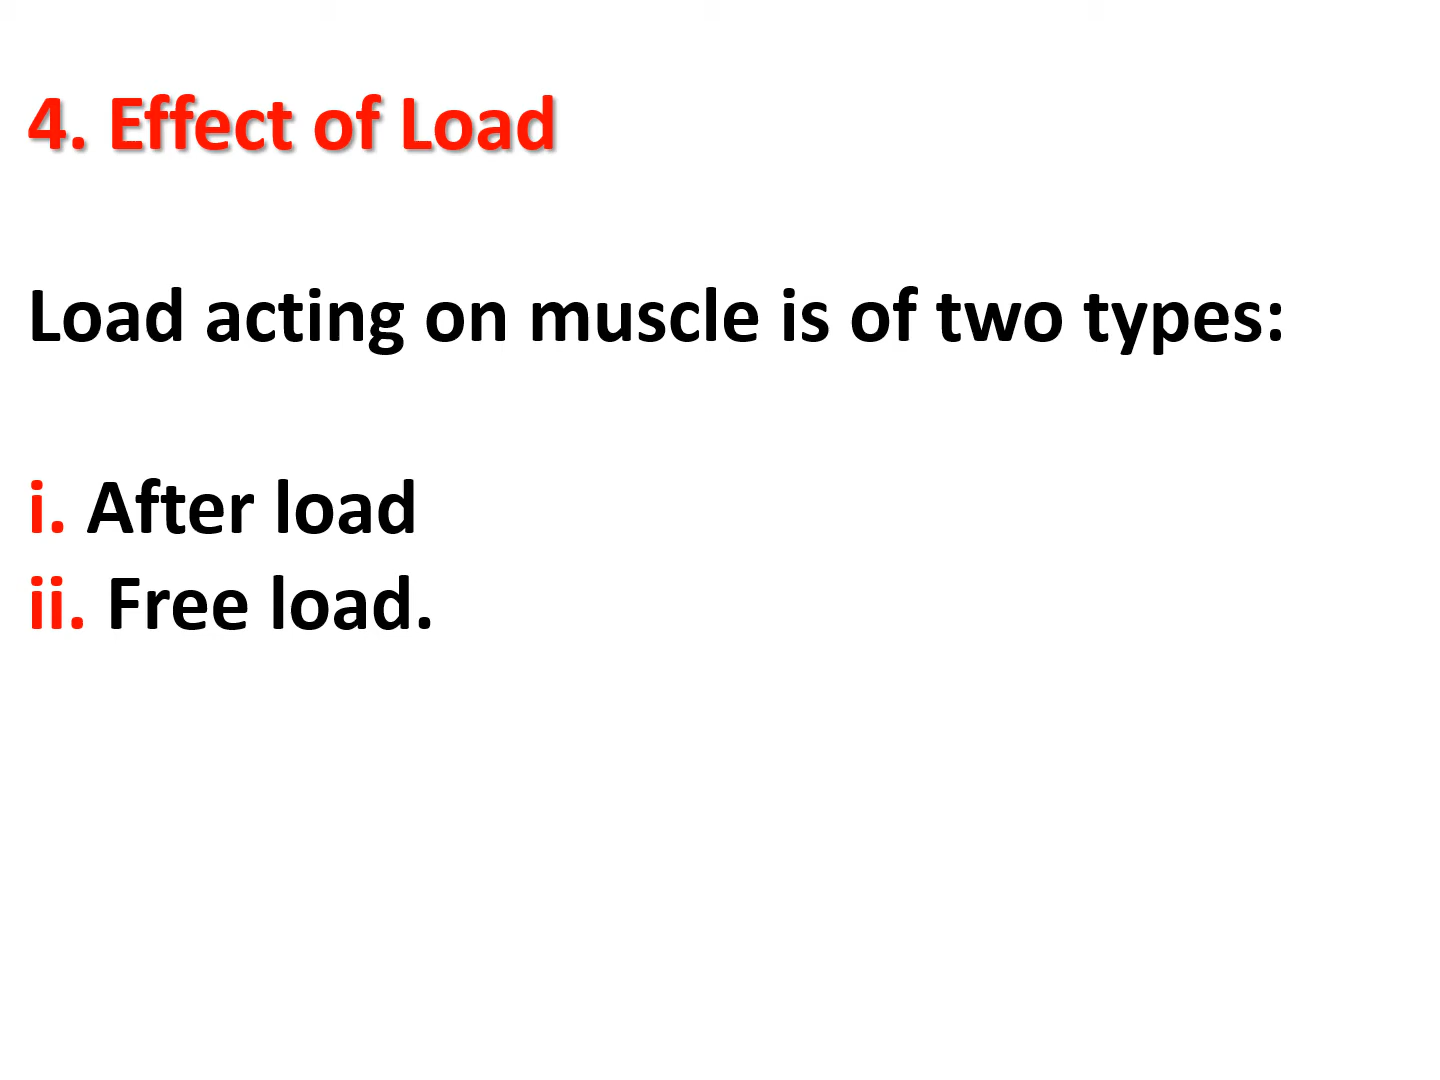 4. Effect of Load
Load acting on muscle is of two types:
i. After load
ii. Free load.